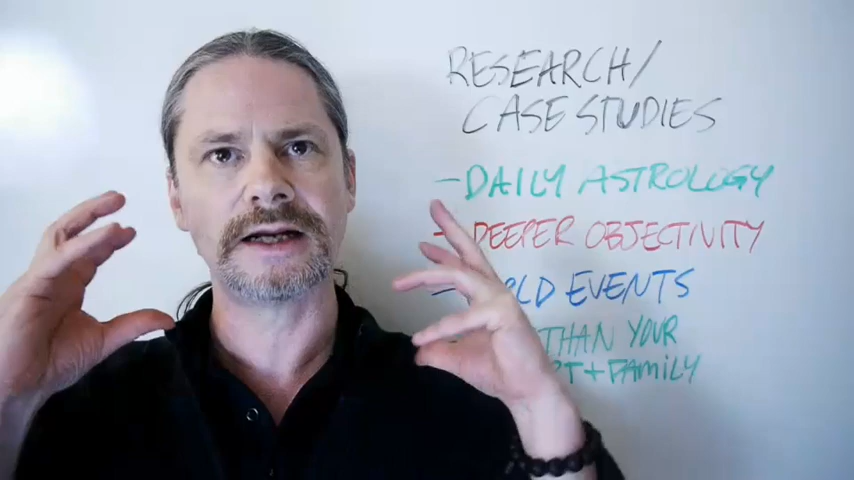 RESEARCH/
CASE STUDIES
- DAILY ASTROLOGY
- DEEPER OBJECTIVITY
- EVENTS
THAN YOUR
+ FAMILY